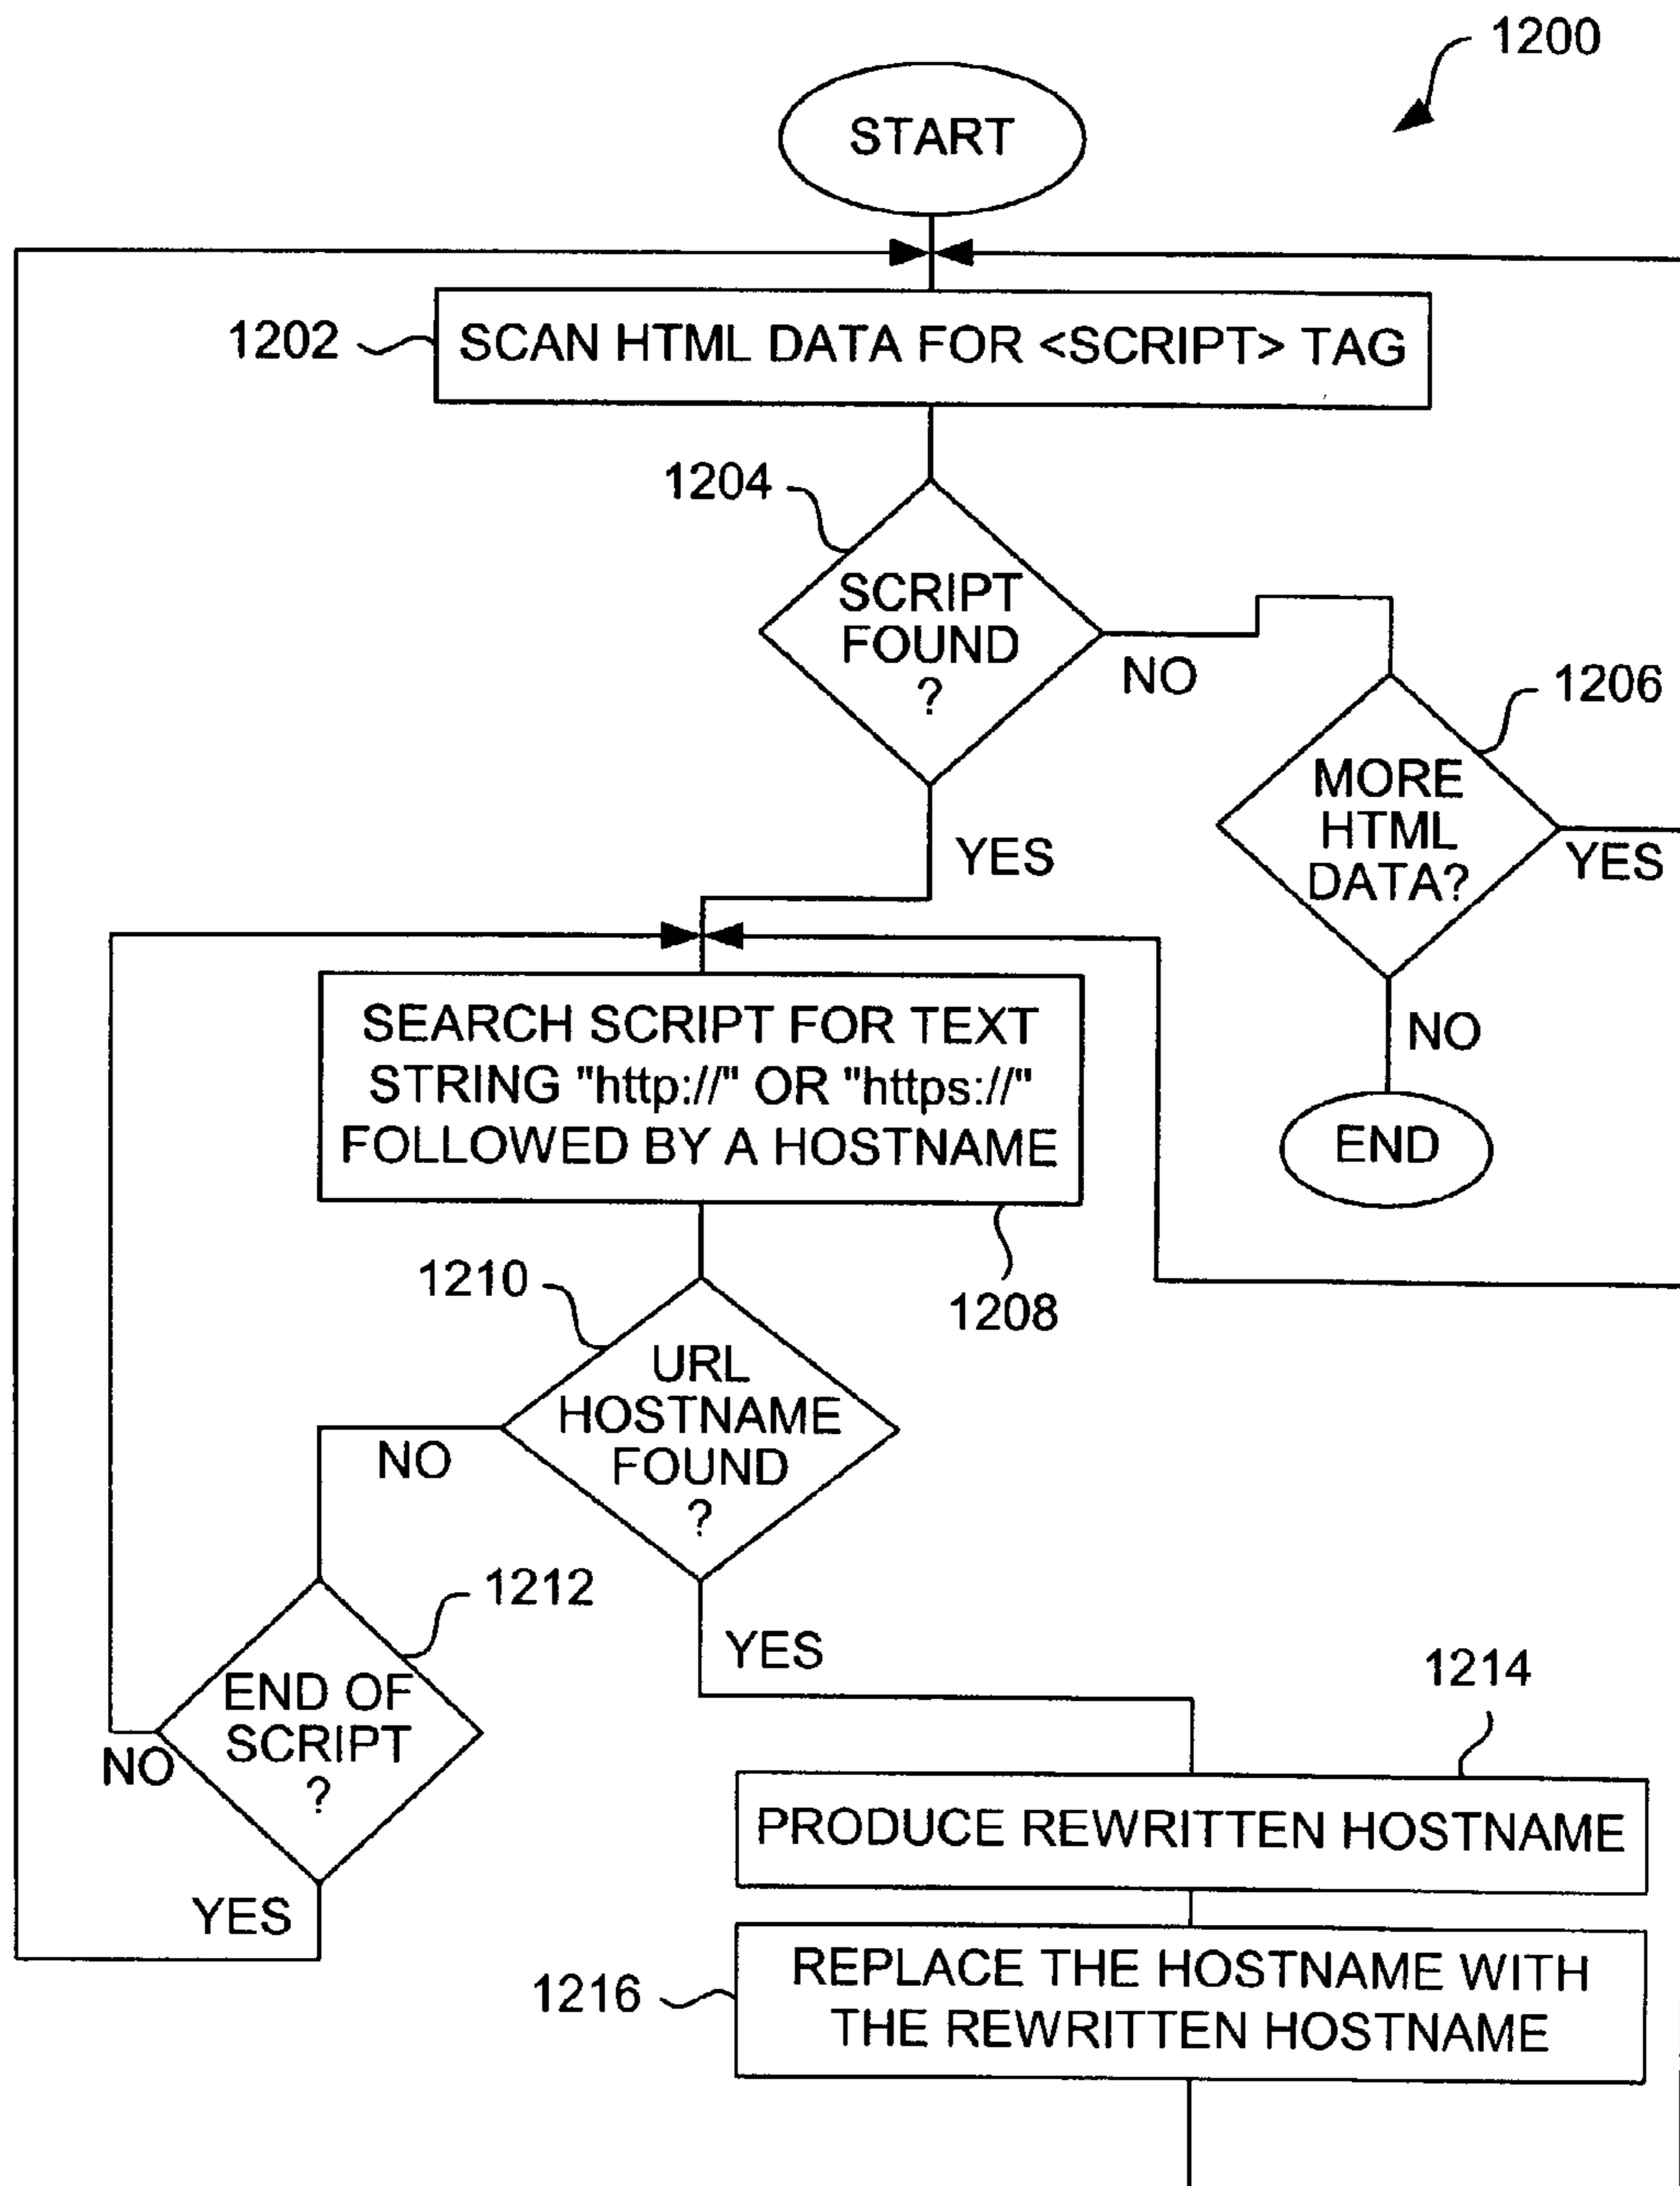 1200
START
1202
SCAN HTML DATA FOR <SCRIPT> TAG
1204
SCRIPT
FOUND
?
NO
1206
MORE
HTML
DATA?
YES
YES
NO
END
SEARCH SCRIPT FOR TEXT
STRING "http://" OR "https://"
FOLLOWED BY A HOSTNAME
1208
1210
URL
HOSTNAME
FOUND
?
NO
1212
YES
END OF
SCRIPT
?
NO
YES
1214
PRODUCE REWRITTEN HOSTNAME
1216
REPLACE THE HOSTNAME WITH
THE REWRITTEN HOSTNAME